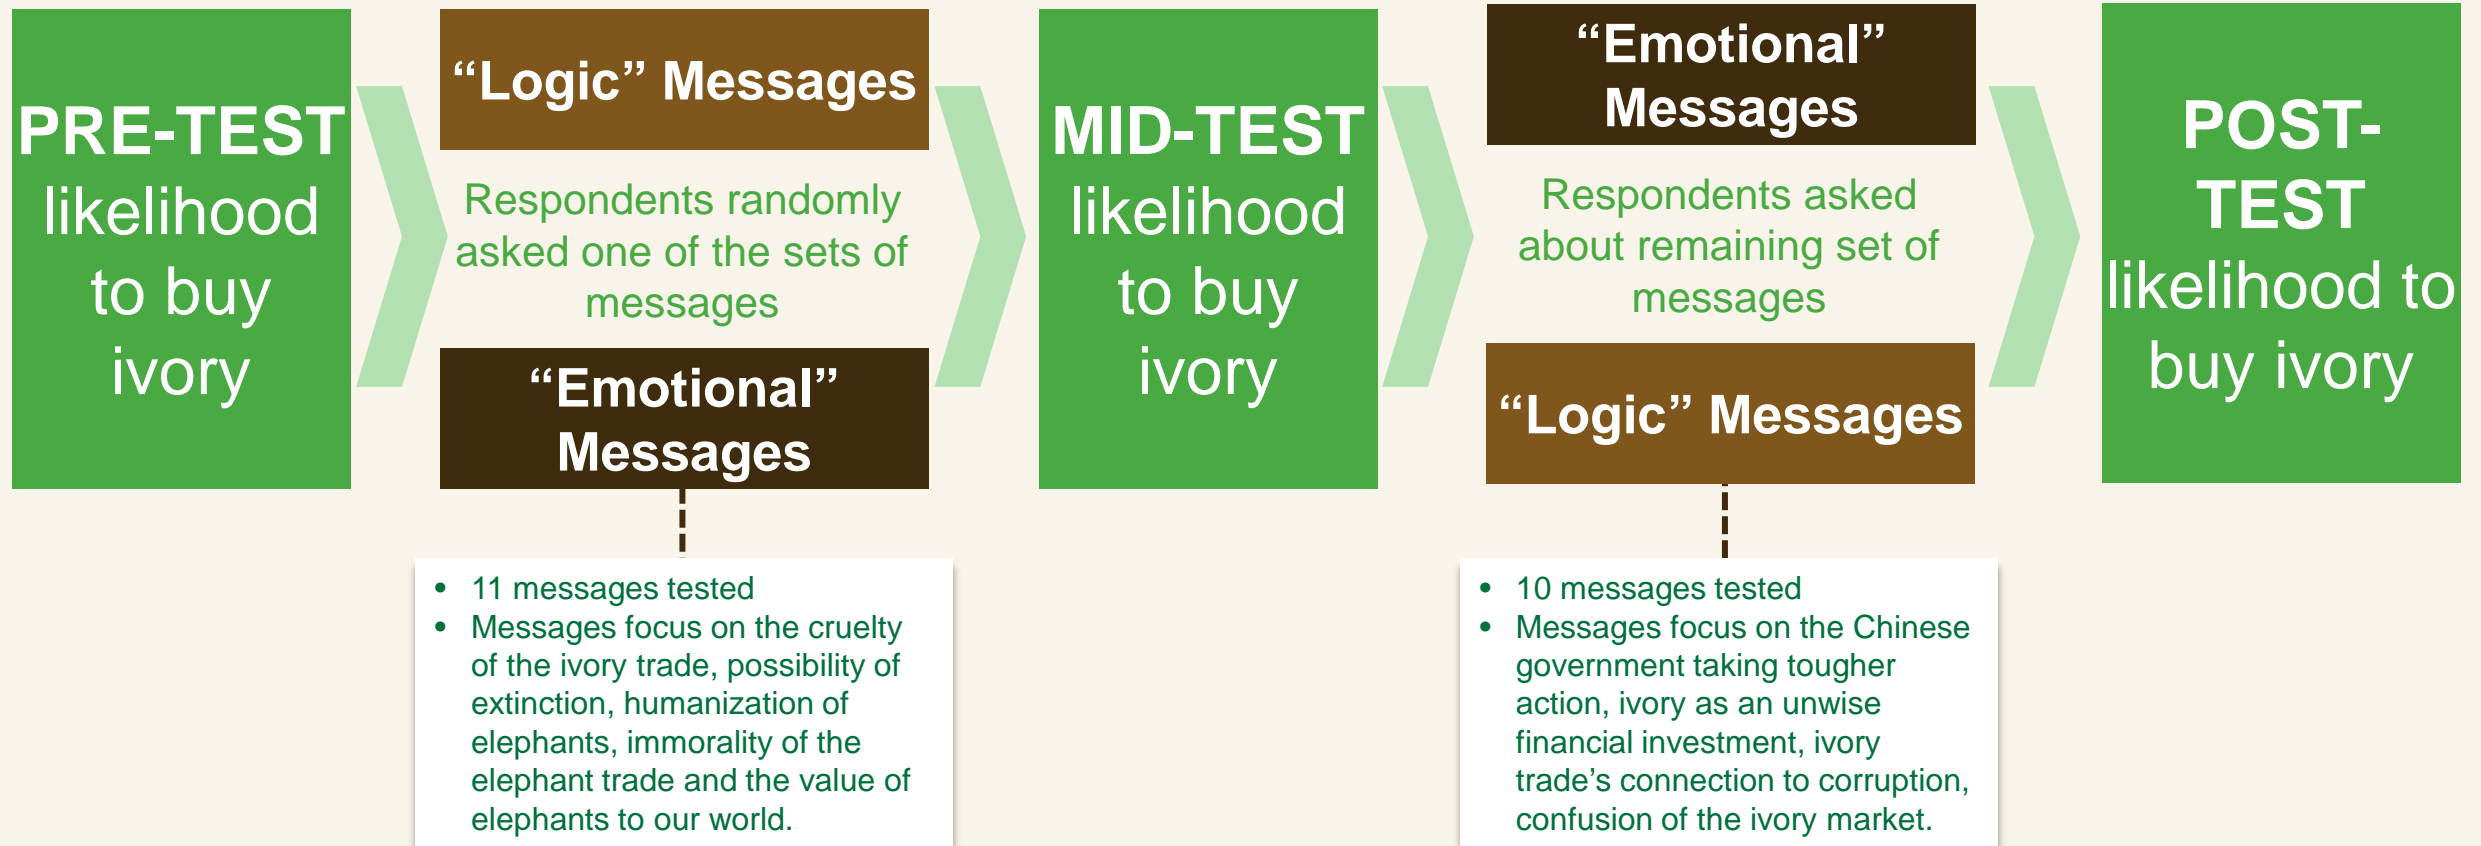 PRE-TEST
likelihood
to buy
ivory
“Logic” Messages
Respondents randomly
asked one of the sets of
messages
“Emotional”
Messages
• 11 messages tested
• Messages focus on the cruelty
of the ivory trade, possibility of
extinction, humanization of
elephants, immorality of the
elephant trade and the value of
elephants to our world.
MID-TEST
likelihood
to buy
ivory
“Emotional”
Messages
Respondents asked
about remaining set of
messages
“Logic” Messages
• 10 messages tested
• Messages focus on the Chinese
government taking tougher
action, ivory as an unwise
financial investment, ivory
trade’s connection to corruption,
confusion of the ivory market.
POST-
TEST
likelihood to
buy ivory